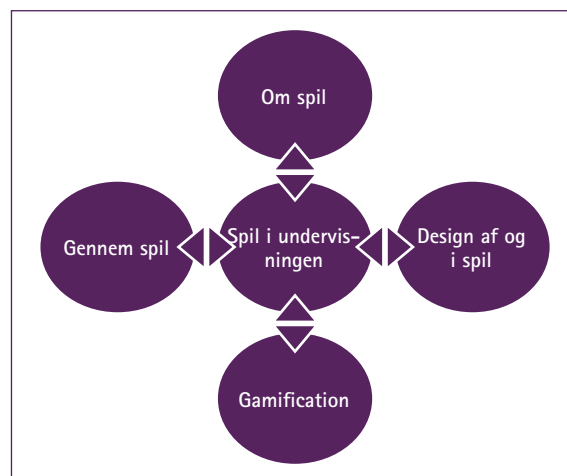 Om spil
Gennem spil
Spil i undervis-
ningen
Design af og
i spil
Gamification